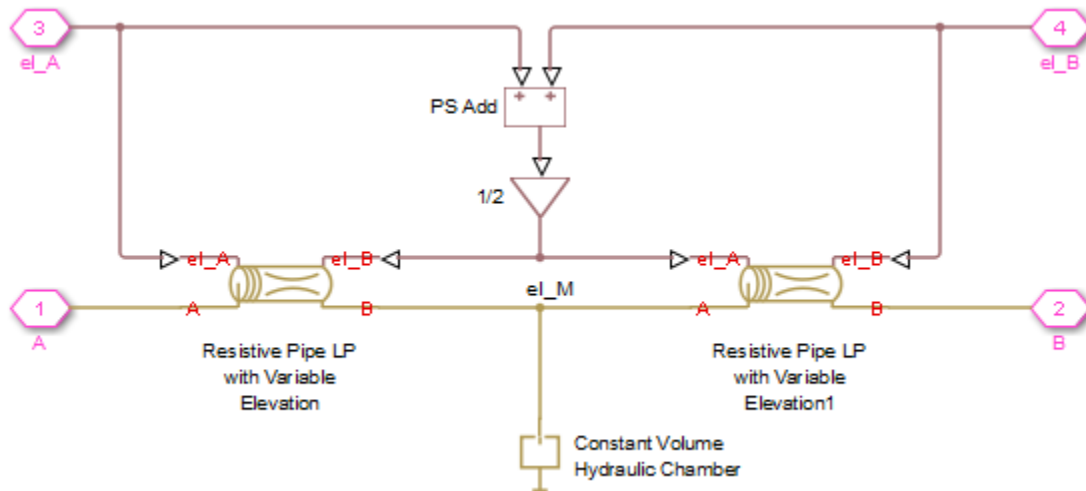 3
el_A
4
el_B
+ +
PS Add
1/2
el_A
el_B
el_A
el_B
el_M
1
A
A
B
A
B
2
B
Resistive Pipe LP
with Variable
Elevation
Resistive Pipe LP
with Variable
Elevation1
Constant Volume
Hydraulic Chamber